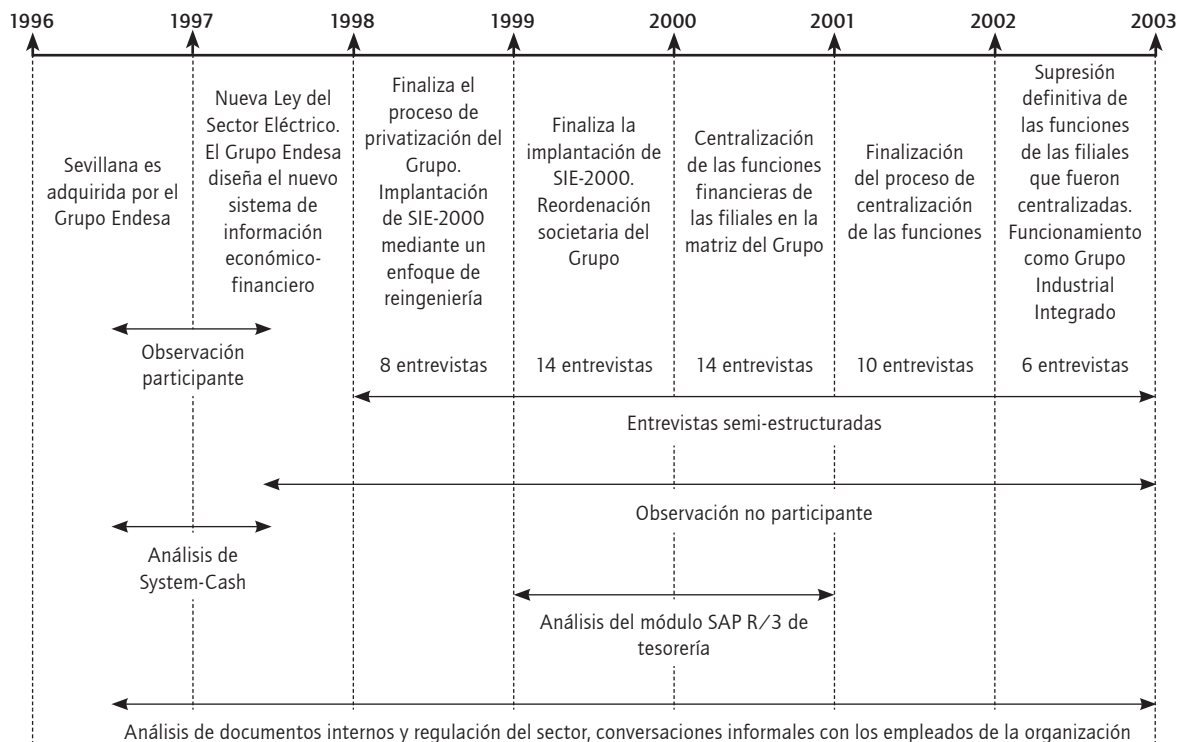 1996 1997 1998 1999 2000 2001 2002 2003
Sevillana es
adquirida por el
Grupo Endesa
Nueva Ley del
Sector Eléctrico.
El Grupo Endesa
diseña el nuevo
sistema de
información
económico-
financiero
Finaliza el
proceso de
privatización del
Grupo.
Implantación
de SIE-2000
mediante un
enfoque de
reingeniería
Finaliza la
implantación de
SIE-2000.
Reordenación
societaria del
Grupo
Centralización
de las funciones
financieras de
las filiales en la
matriz del Grupo
Finalización
del proceso de
centralización
de las funciones
Supresión
definitiva de
las funciones
de las filiales
que fueron
centralizadas.
Funcionamiento
como Grupo
Industrial
Integrado
Observación
participante
8 entrevistas 14 entrevistas 14 entrevistas 10 entrevistas 6 entrevistas
Entrevistas semi-estructuradas
Observación no participante
Análisis de
System-Cash
Análisis del módulo SAP R/3 de
tesorería
Análisis de documentos internos y regulación del sector, conversaciones informales con los empleados de la organización